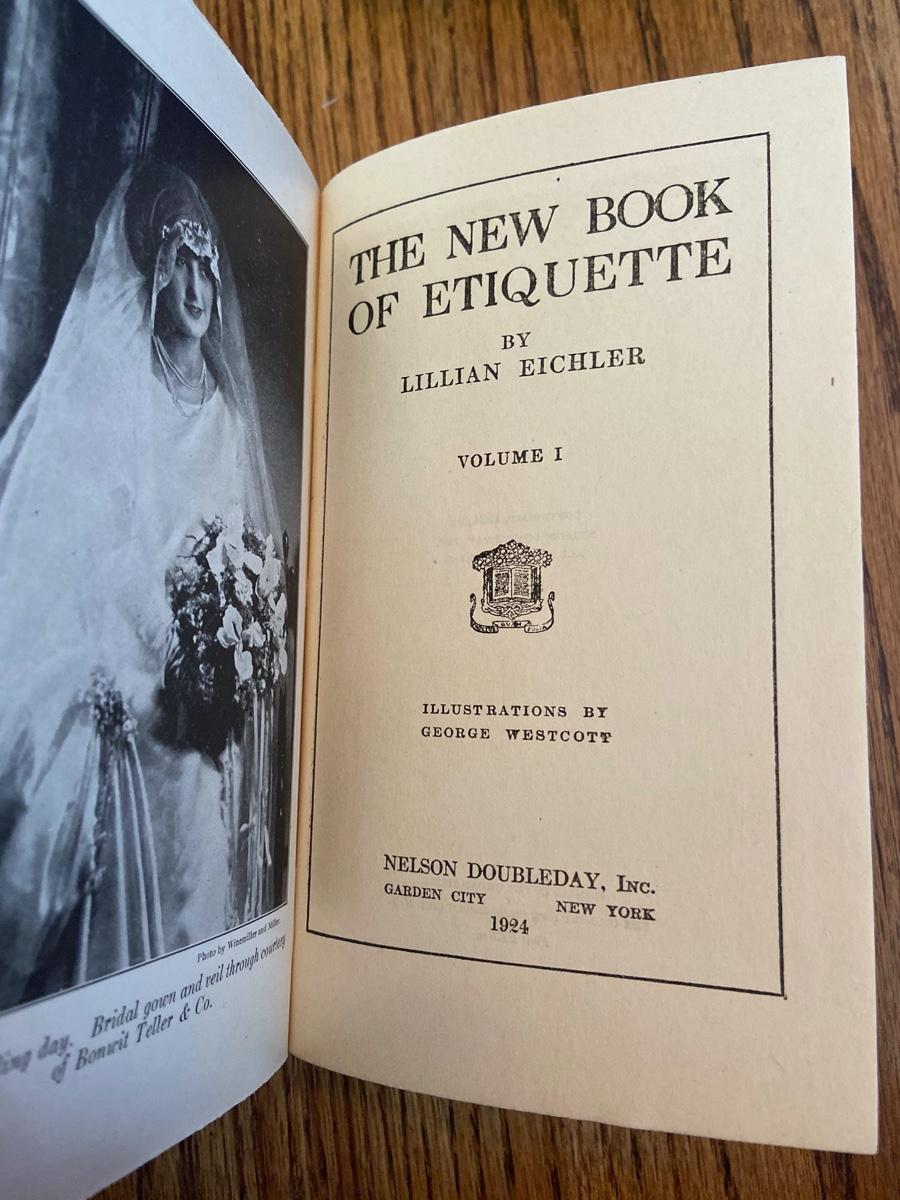 Photo by Winemiller and Miller.
day. Bridal gown and veil through courtesy
of Bonwit Teller & Co.
THE NEW BOOK
OF ETIQUETTE
BY
LILLIAN EICHLER
VOLUME I
ILLUSTRATIONS BY
GEORGE WESTCOTT
NELSON DOUBLEDAY, INC.
GARDEN CITY NEW YORK
1924